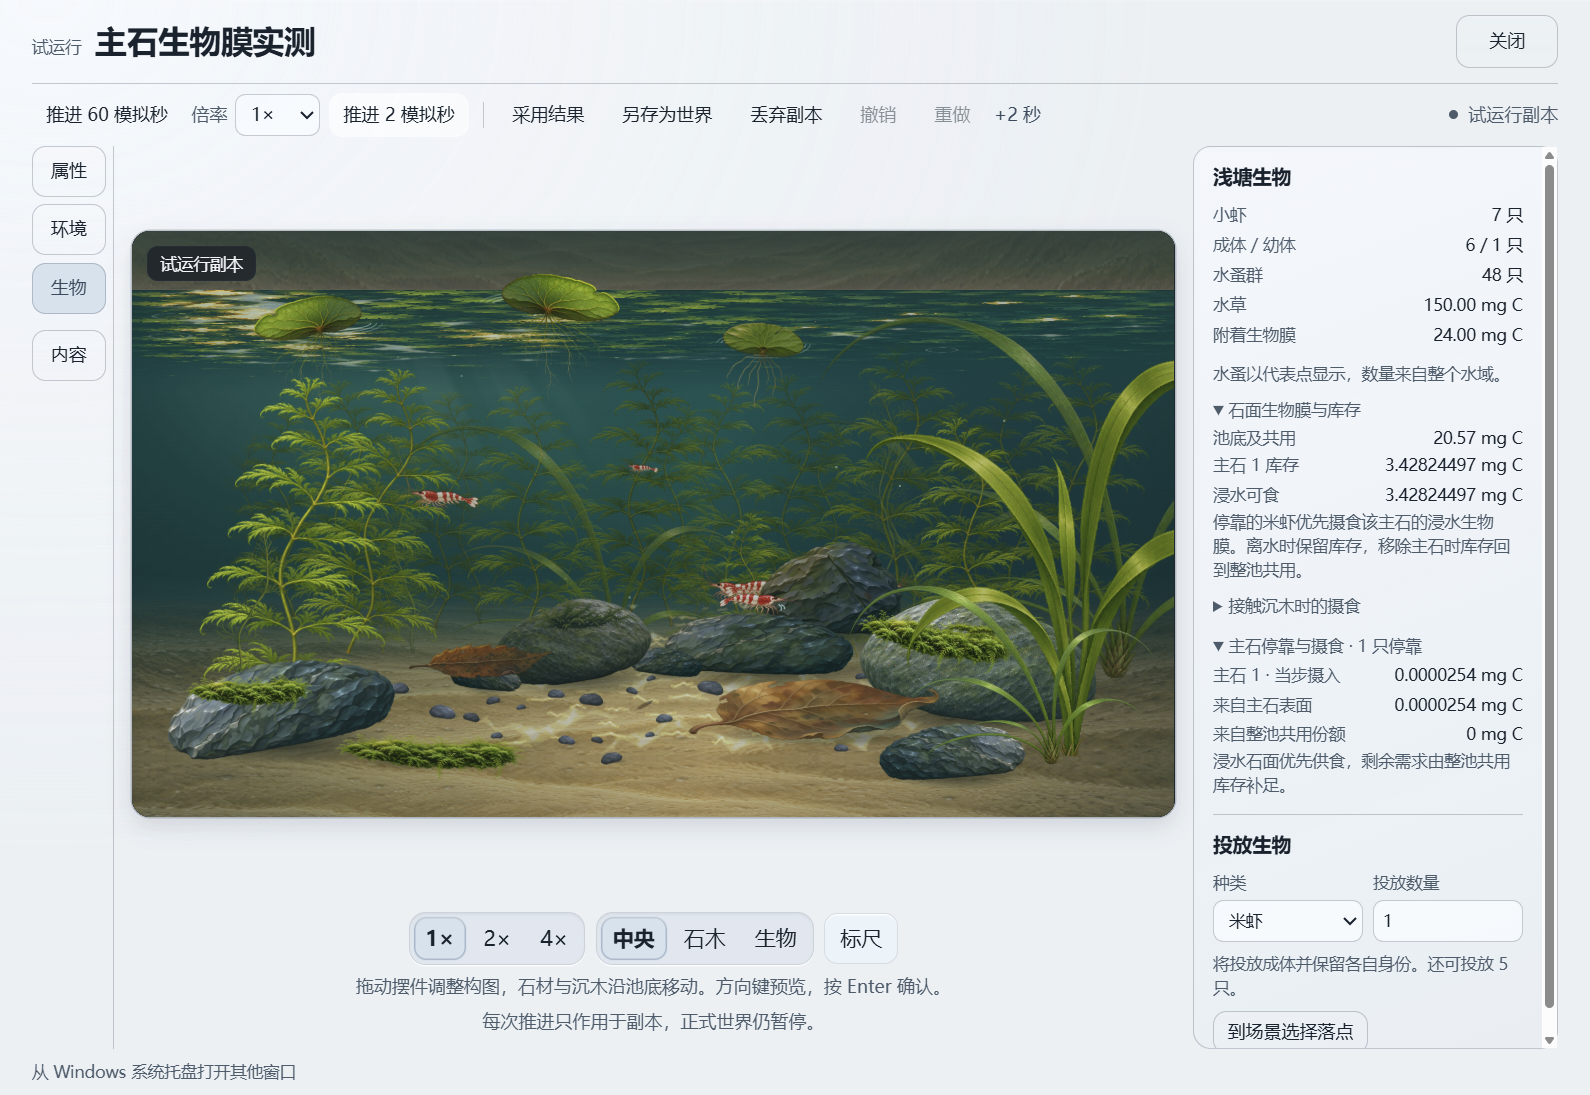 试运行 主石生物膜实测
关闭
推进 60 模拟秒 倍率 1× 推进 2 模拟秒 采用结果 另存为世界 丢弃副本 撤销 重做 +2 秒
试运行副本
属性
环境
生物
内容
试运行副本
浅塘生物
小虾 7 只
成体 / 幼体 6 / 1 只
水蚤群 48 只
水草 150.00 mg C
附着生物膜 24.00 mg C
水蚤以代表点显示，数量来自整个水域。
▼石面生物膜与库存
池底及共用 20.57 mg C
主石 1 库存 3.42824497 mg C
浸水可食 3.42824497 mg C
停靠的米虾优先摄食该主石的浸水生物
膜。离水时保留库存，移除主石时库存回
到整池共用。
▶接触沉木时的摄食
▼主石停靠与摄食 · 1 只停靠
主石 1 · 当步摄入 0.0000254 mg C
来自主石表面 0.0000254 mg C
来自整池共用份额 0 mg C
浸水石面优先供食，剩余需求由整池共用
库存补足。
投放生物
种类 投放数量
米虾 1
将投放成体并保留各自身份。还可投放 5
只。
到场景选择落点
1× 2× 4× 中央 石木 生物 标尺
拖动摆件调整构图，石材与沉木沿池底移动。方向键预览，按 Enter 确认。
每次推进只作用于副本，正式世界仍暂停。
从 Windows 系统托盘打开其他窗口